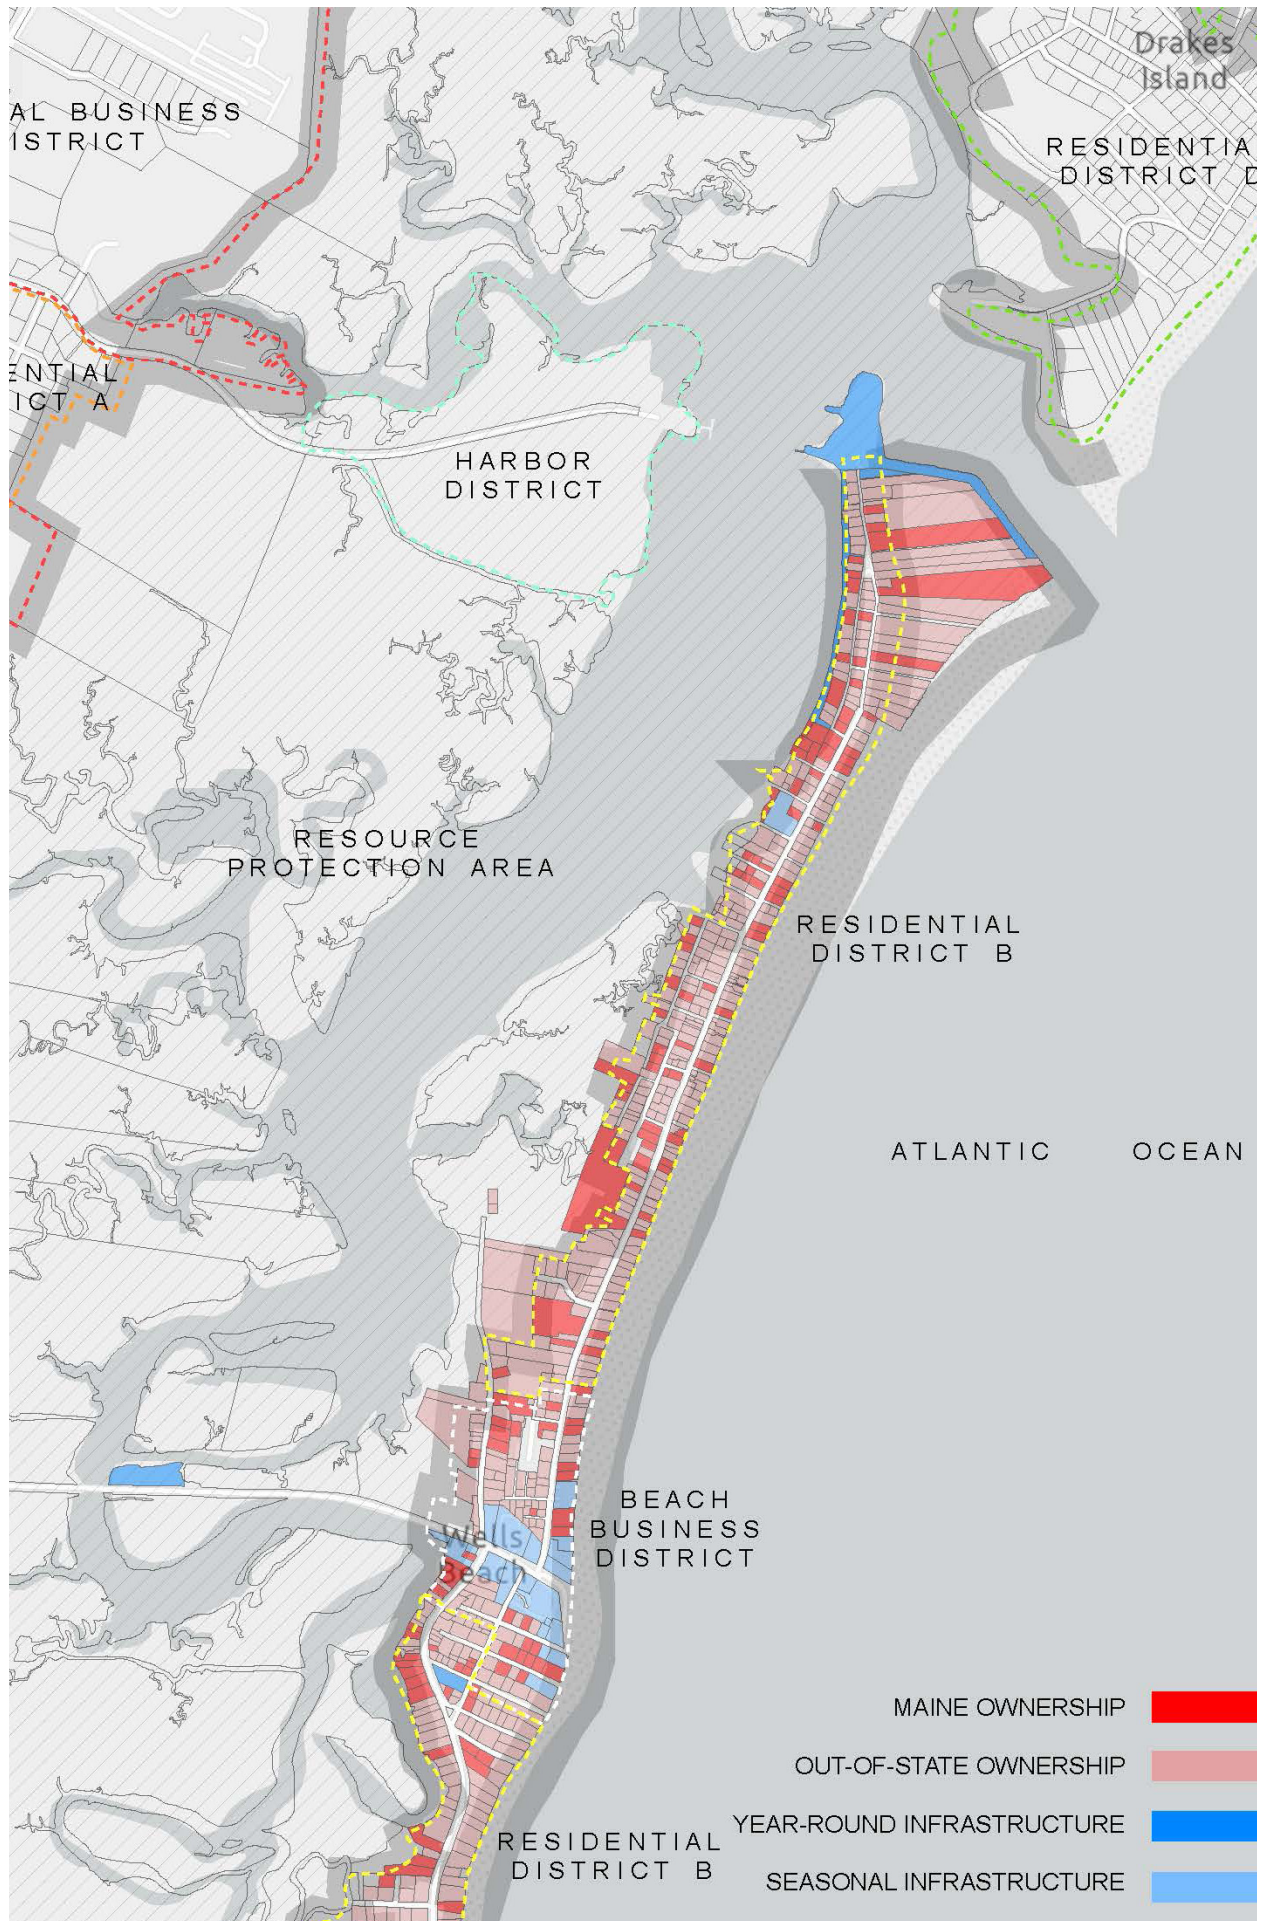 Drakes
Island
AL BUSINESS
ISTRICT
RESIDENTIA
DISTRICT D
ENTIAL
ICT A
HARBOR
DISTRICT
RESOURCE
PROTECTION AREA
RESIDENTIAL
DISTRICT B
ATLANTIC OCEAN
BEACH
BUSINESS
DISTRICT
Wells
Beach
MAINE OWNERSHIP
OUT-OF-STATE OWNERSHIP
YEAR-ROUND INFRASTRUCTURE
SEASONAL INFRASTRUCTURE
RESIDENTIAL
DISTRICT B